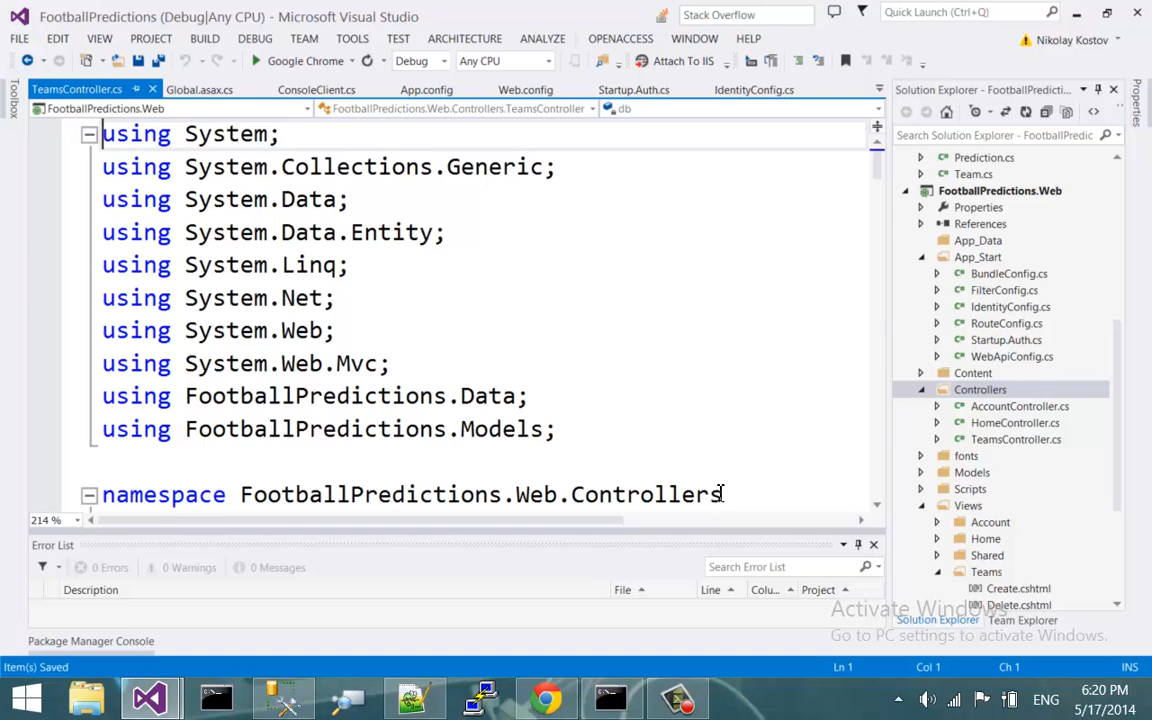 FootballPredictions (Debug|Any CPU) - Microsoft Visual Studio
Stack Overflow
Quick Launch (Ctrl+Q)
FILE EDIT VIEW PROJECT BUILD DEBUG TEAM TOOLS TEST ARCHITECTURE ANALYZE OPENACCESS WINDOW HELP
Nikolay Kostov
Google Chrome Debug Any CPU Attach To IIS
Toolbox
TeamsController.cs Global.asax.cs ConsoleClient.cs App.config Web.config Startup.Auth.cs IdentityConfig.cs
FootballPredictions.Web FootballPredictions.Web.Controllers.TeamsController db
using System;
using System.Collections.Generic;
using System.Data;
using System.Data.Entity;
using System.Linq;
using System.Net;
using System.Web;
using System.Web.Mvc;
using FootballPredictions.Data;
using FootballPredictions.Models;
namespace FootballPredictions.Web.Controllers
214 %
Error List
0 Errors 0 Warnings 0 Messages
Search Error List
Description File Line Colu... Project
Package Manager Console
Solution Explorer - FootballPredicti...
Search Solution Explorer - FootballPredic
Prediction.cs
Team.cs
FootballPredictions.Web
Properties
References
App_Data
App_Start
BundleConfig.cs
FilterConfig.cs
IdentityConfig.cs
RouteConfig.cs
Startup.Auth.cs
WebApiConfig.cs
Content
Controllers
AccountController.cs
HomeController.cs
TeamsController.cs
fonts
Models
Scripts
Views
Account
Home
Shared
Teams
Create.cshtml
Delete.cshtml
Solution Explorer Team Explorer
Properties
Activate Windows
Go to PC settings to activate Windows.
Item(s) Saved
Ln 1 Col 1 Ch 1 INS
ENG
6:20 PM
5/17/2014